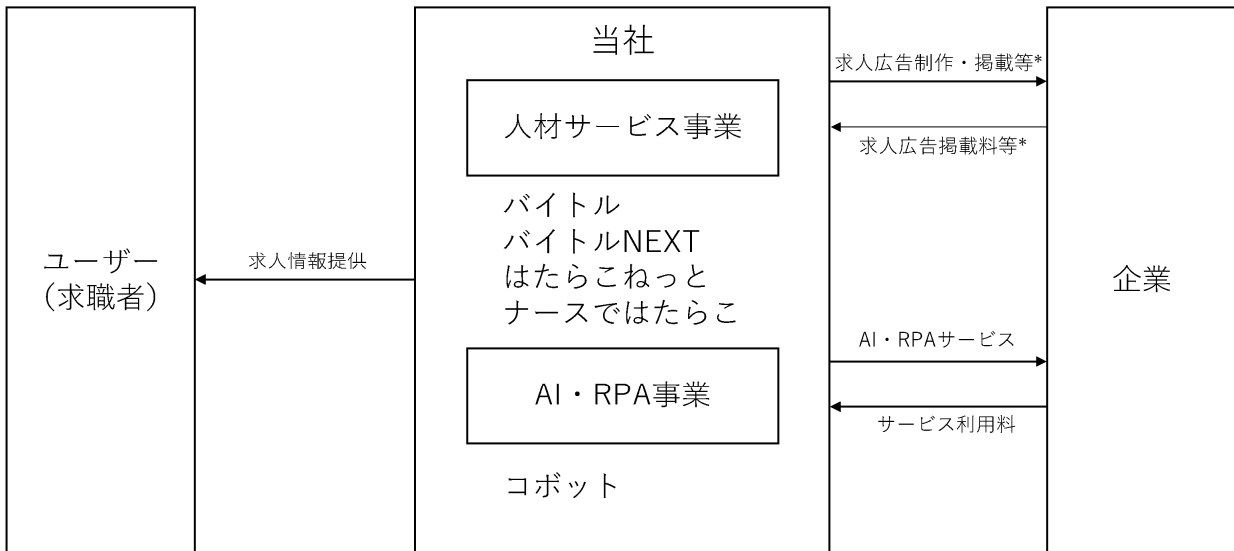 ユーザー
（求職者）
求人情報提供
当社
人材サービス事業
バイトル
バイトルNEXT
はたらこねっと
ナースではたらこ
AI・RPA事業
コボット
求人広告制作・掲載等*
求人広告掲載料等*
AI・RPAサービス
サービス利用料
企業